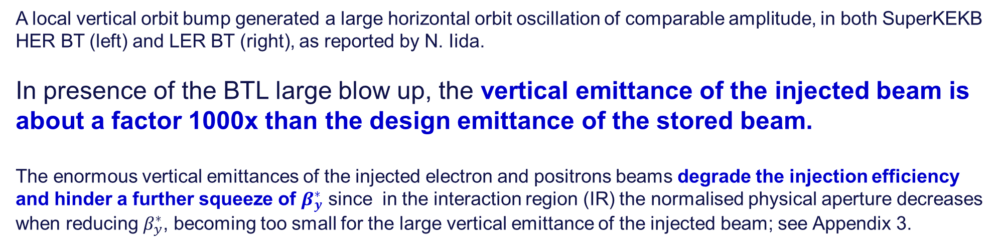 A local vertical orbit bump generated a large horizontal orbit oscillation of comparable amplitude, in both SuperKEKB
HER BT (left) and LER BT (right), as reported by N. Iida.
In presence of the BTL large blow up, the vertical emittance of the injected beam is
about a factor 1000x than the design emittance of the stored beam.
The enormous vertical emittances of the injected electron and positrons beams degrade the injection efficiency
and hinder a further squeeze of β*y since in the interaction region (IR) the normalised physical aperture decreases
when reducing β*y, becoming too small for the large vertical emittance of the injected beam; see Appendix 3.